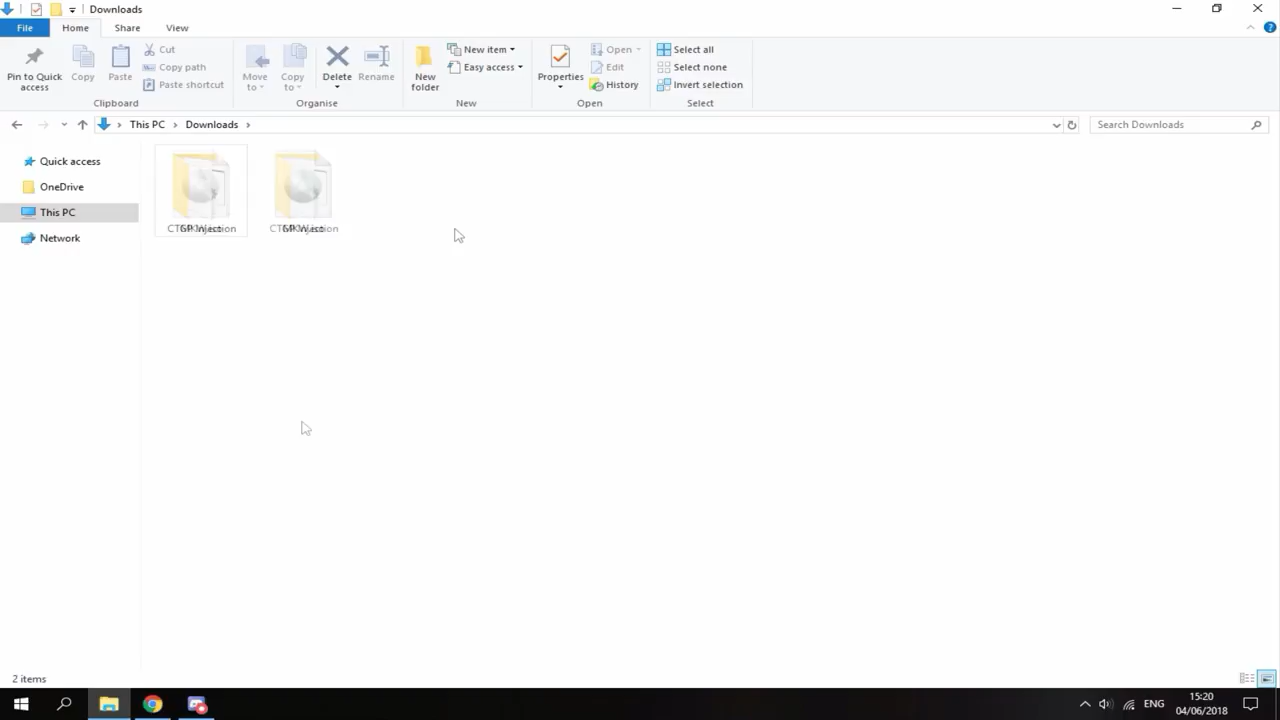 Downloads
File
Home
Share
View
Pin to Quick access
Copy
Paste
Cut
Copy path
Paste shortcut
Clipboard
Move to
Copy to
Delete
Rename
Organise
New folder
New item
Easy access
New
Properties
Open
Edit
History
Open
Select all
Select none
Invert selection
Select
This PC
Downloads
Search Downloads
Quick access
OneDrive
This PC
Network
2 items
ENG
15:20
04/06/2018